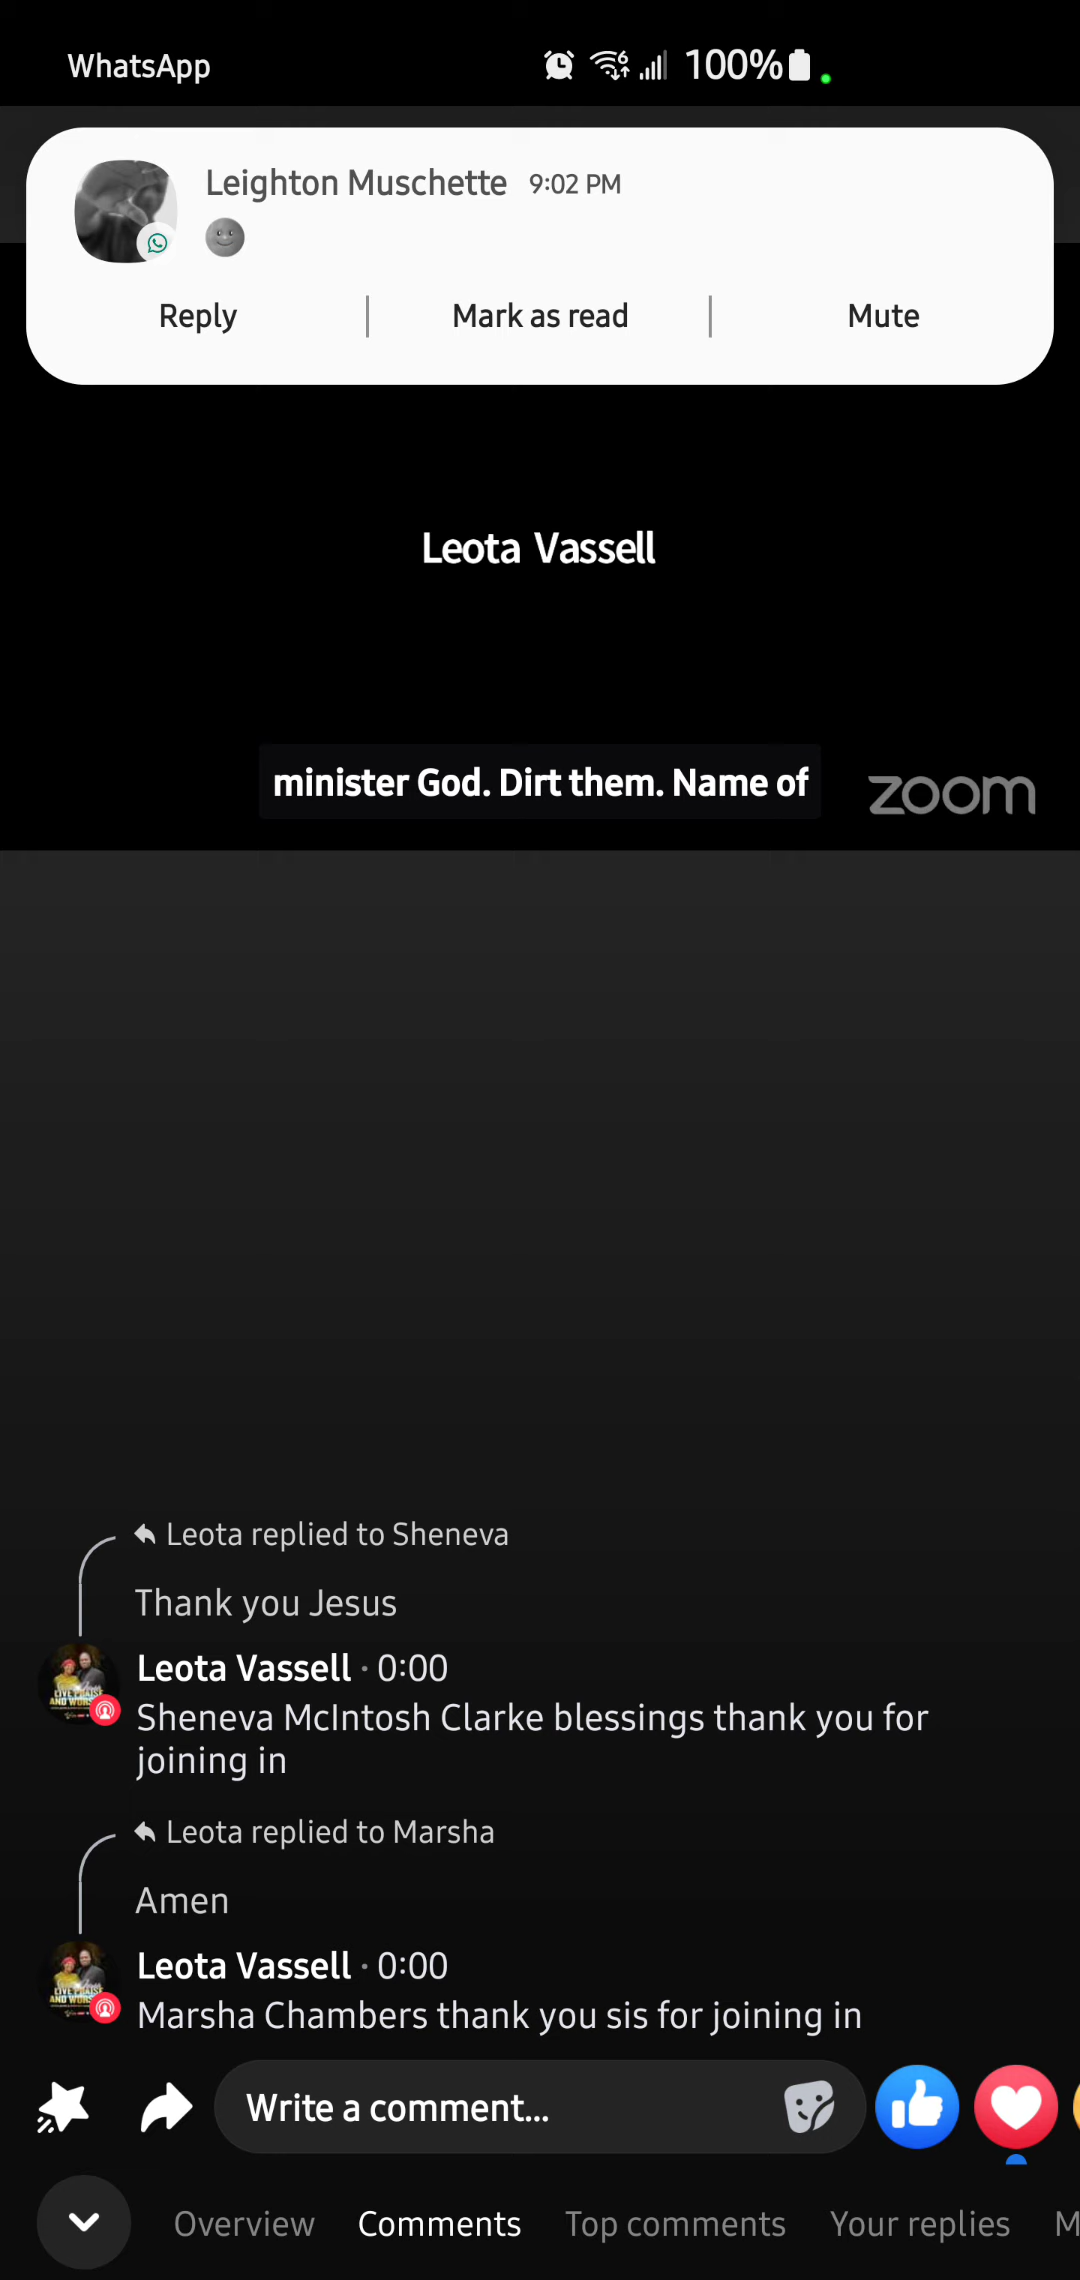 WhatsApp
100%
Leighton Muschette 9:02 PM
Reply
Mark as read
Mute
Leota Vassell
minister God. Dirt them. Name of
zoom
Leota replied to Sheneva
Thank you Jesus
Leota Vassell · 0:00
Sheneva McIntosh Clarke blessings thank you for
joining in
Leota replied to Marsha
Amen
Leota Vassell · 0:00
Marsha Chambers thank you sis for joining in
Write a comment...
Overview
Comments
Top comments
Your replies